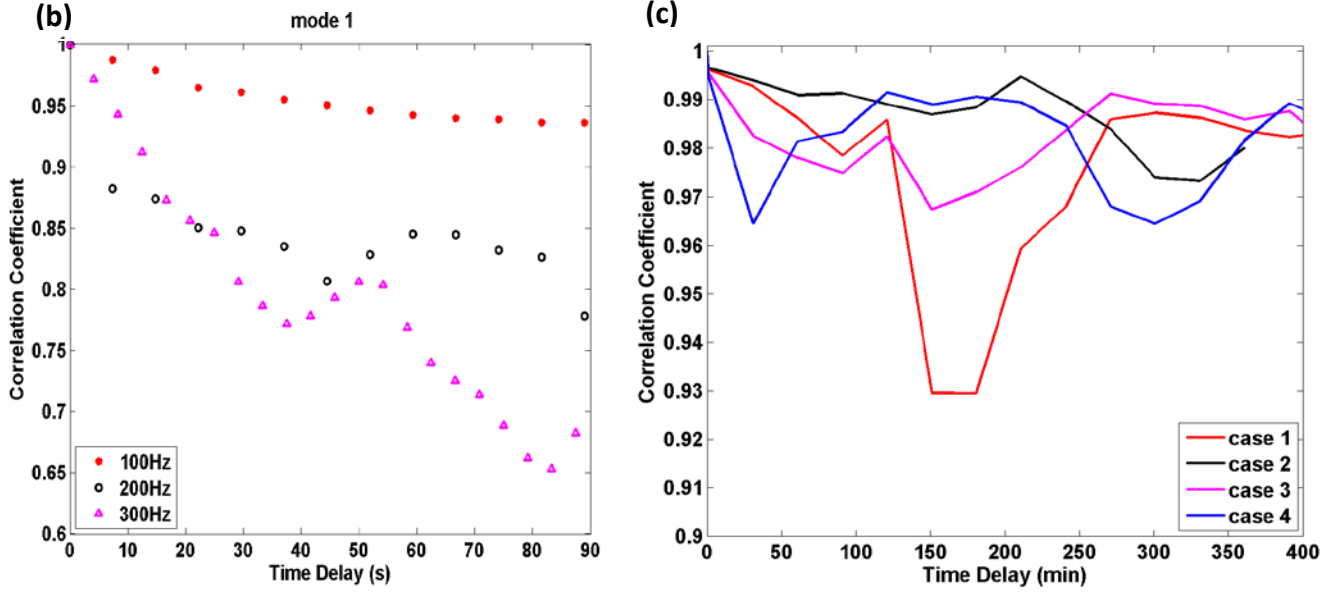 (b)
mode 1
1
0.95
0.9
0.85
0.8
0.75
0.7
0.65
0.6
0 10 20 30 40 50 60 70 80 90
Correlation Coefficient
Time Delay (s)
100Hz
200Hz
300Hz
(c)
1
0.99
0.98
0.97
0.96
0.95
0.94
0.93
0.92
0.91
0.9
0 50 100 150 200 250 300 350 400
Correlation Coefficient
Time Delay (min)
case 1
case 2
case 3
case 4